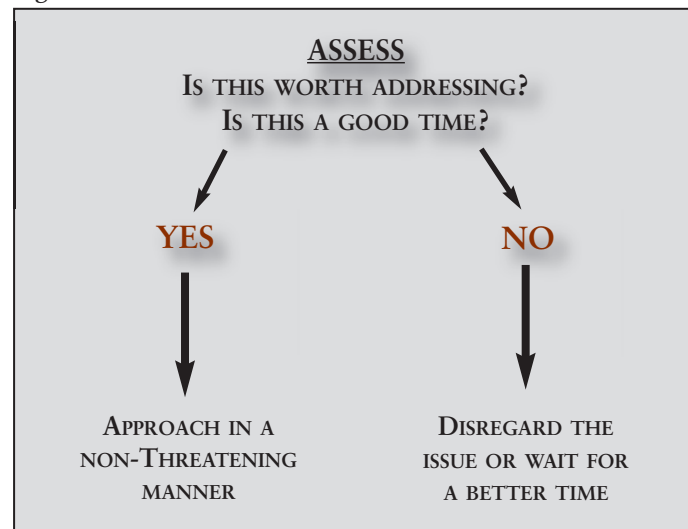 ASSESS
IS THIS WORTH ADDRESSING?
IS THIS A GOOD TIME?
YES
NO
APPROACH IN A
NON-THREATENING
MANNER
DISREGARD THE
ISSUE OR WAIT FOR
A BETTER TIME